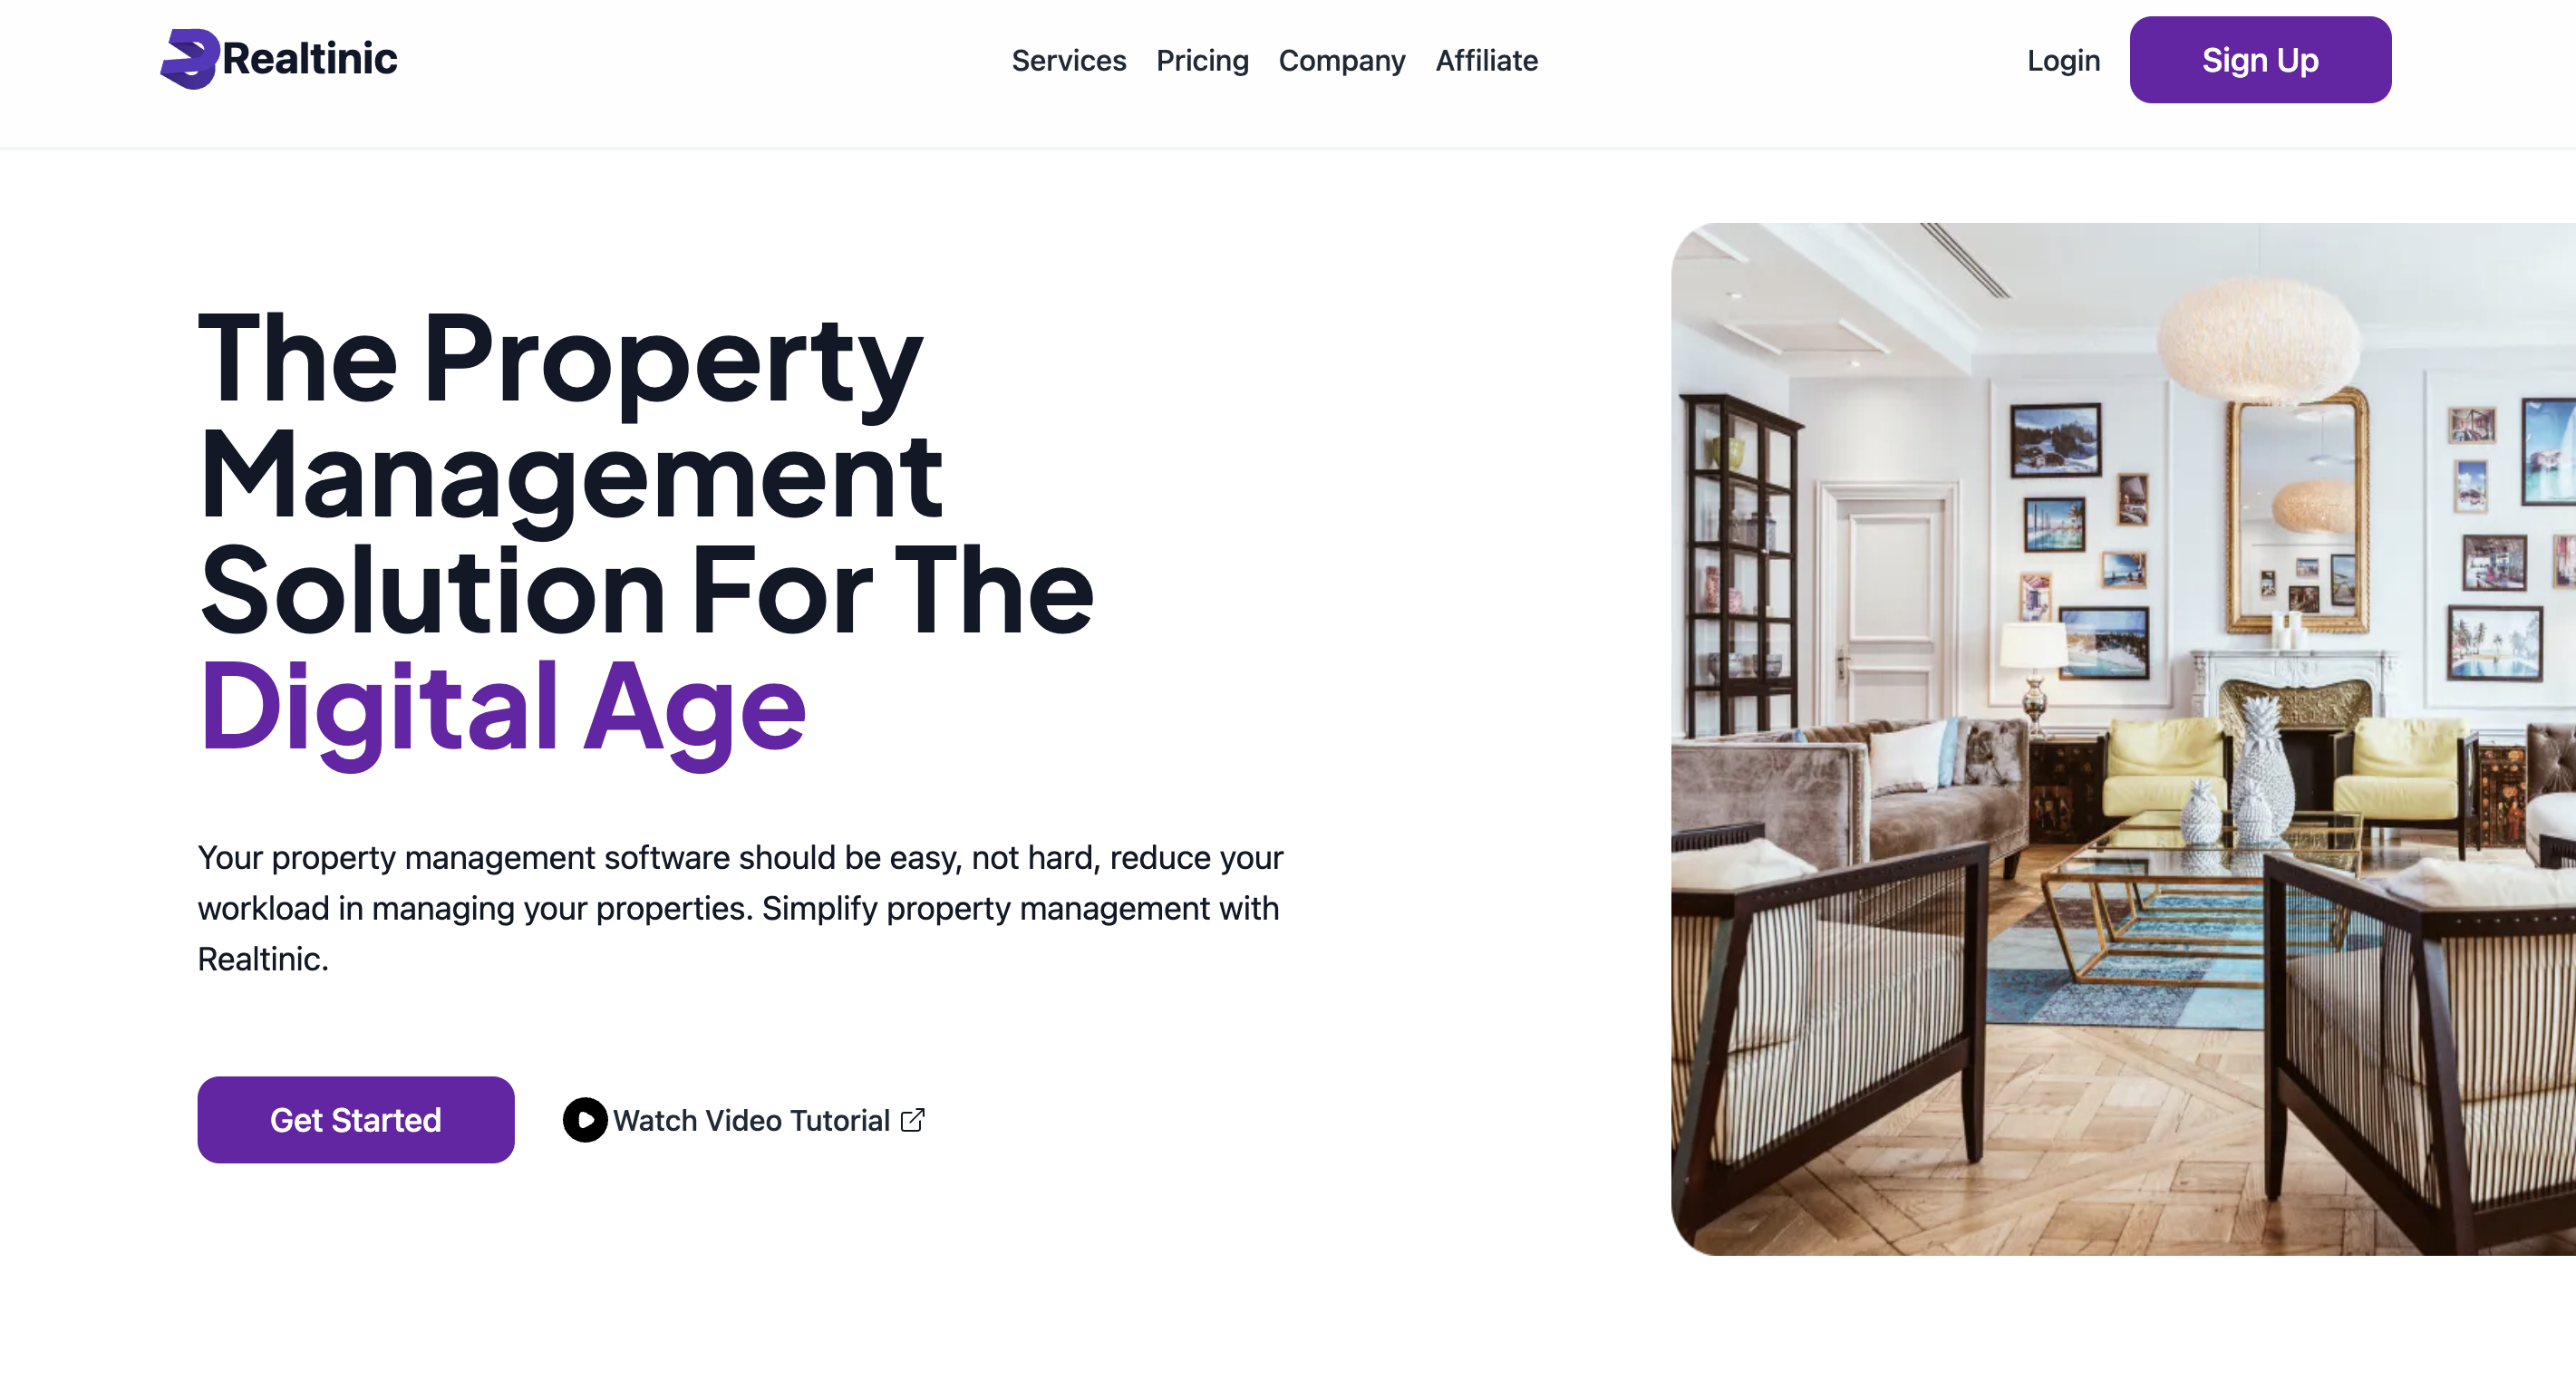 Realtinic
Services Pricing Company Affiliate
Login
Sign Up
The Property
Management
Solution For The
Digital Age
Your property management software should be easy, not hard, reduce your
workload in managing your properties. Simplify property management with
Realtinic.
Get Started
Watch Video Tutorial